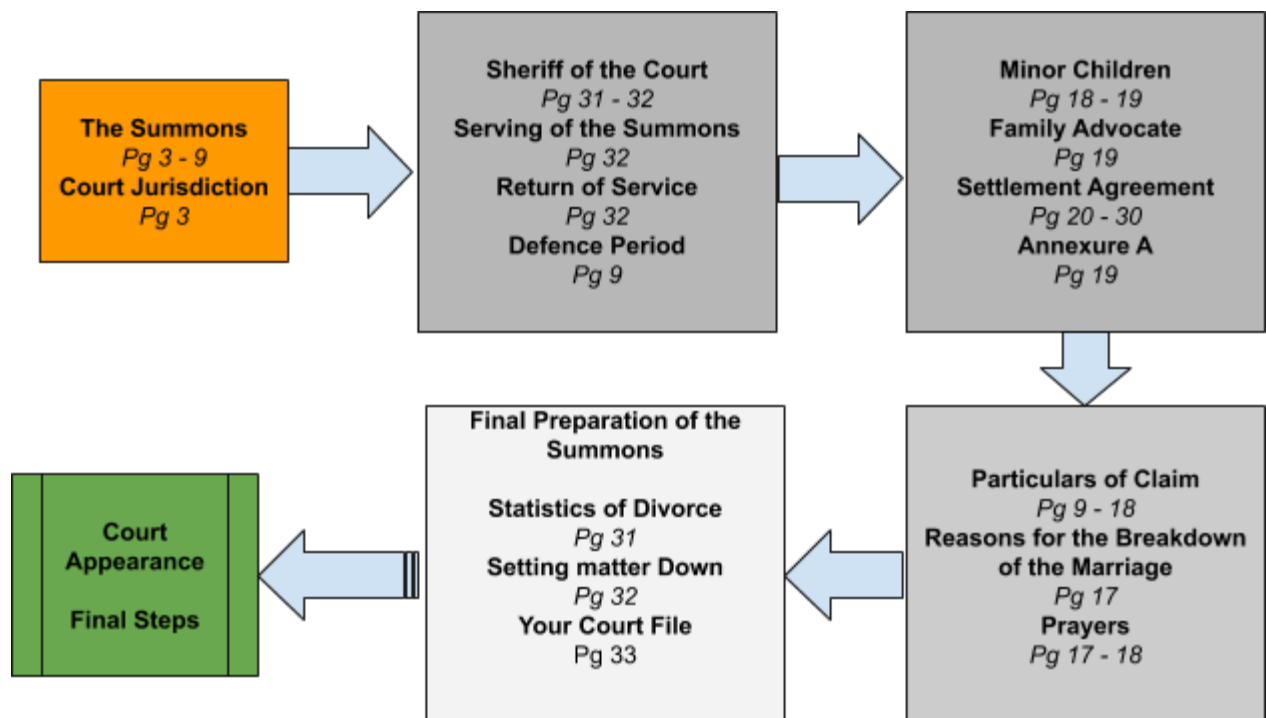 The Summons
Pg 3 - 9
Court Jurisdiction
Pg 3
Sheriff of the Court
Pg 31 - 32
Serving of the Summons
Pg 32
Return of Service
Pg 32
Defence Period
Pg 9
Minor Children
Pg 18 - 19
Family Advocate
Pg 19
Settlement Agreement
Pg 20 - 30
Annexure A
Pg 19
Particulars of Claim
Pg 9 - 18
Reasons for the Breakdown
of the Marriage
Pg 17
Prayers
Pg 17 - 18
Final Preparation of the
Summons
Statistics of Divorce
Pg 31
Setting matter Down
Pg 32
Your Court File
Pg 33
Court
Appearance
Final Steps